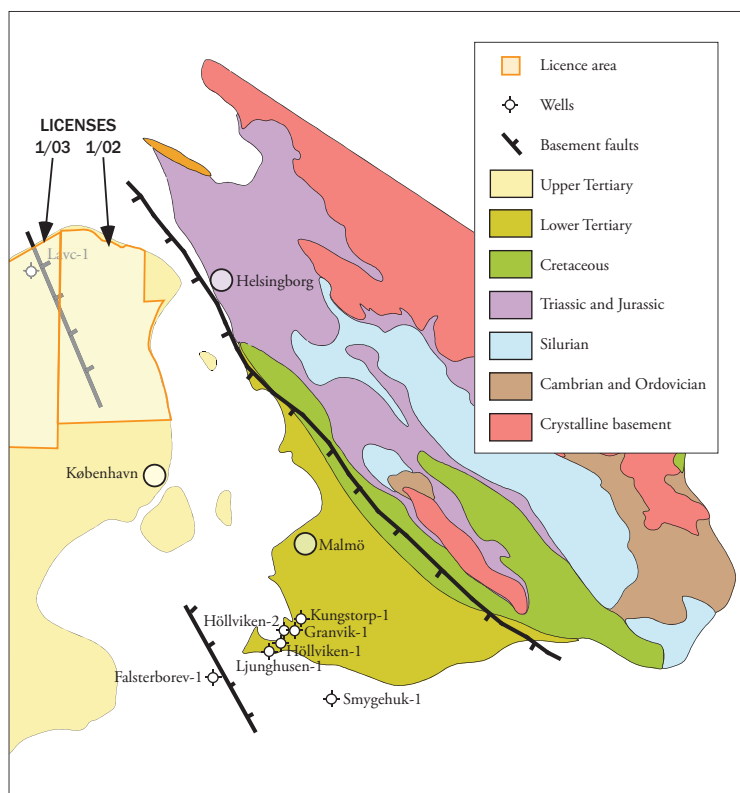 LICENSES
1/03 1/02
Lavc-1
Helsingborg
København
Malmö
Kungstorp-1
Höllviken-2
Granvik-1
Höllviken-1
Ljunghusen-1
Falsterborev-1
Smygehuk-1
Licence area
Wells
Basement faults
Upper Tertiary
Lower Tertiary
Cretaceous
Triassic and Jurassic
Silurian
Cambrian and Ordovician
Crystalline basement